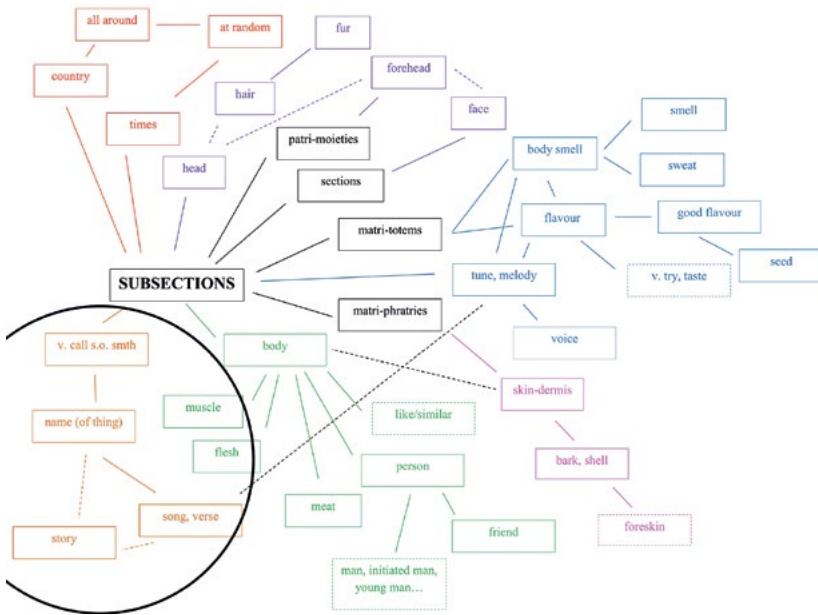 all around
at random
fur
country
forehead
hair
face
smell
times
patri-moieties
body smell
head
sections
sweat
matri-totems
flavour
good flavour
SUBSECTIONS
tune, melody
v. try, taste
seed
matri-phratries
v. call s.o. smth
body
voice
skin-dermis
muscle
like/similar
name (of thing)
flesh
person
bark, shell
meat
song, verse
friend
foreskin
story
man, initiated man,
young man…